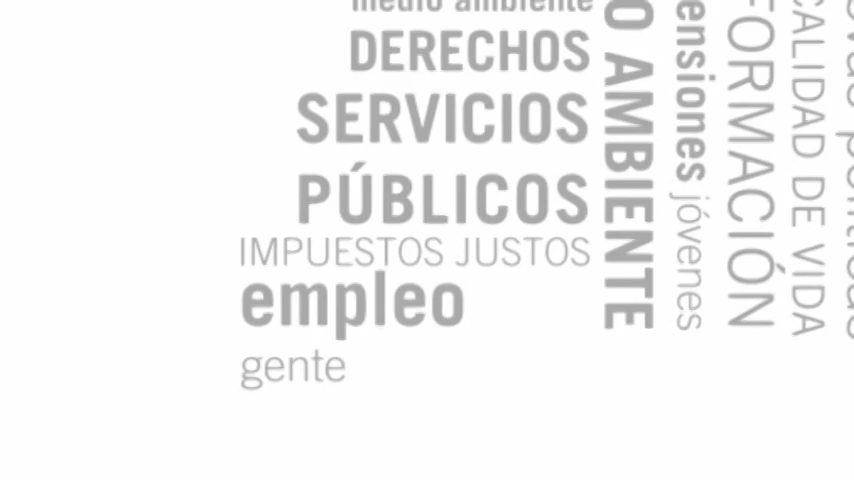 medio ambiente
DERECHOS
SERVICIOS
PÚBLICOS
IMPUESTOS JUSTOS
empleo
gente
O AMBIENTE
ensiones
jóvenes
FORMACIÓN
CALIDAD DE VIDA